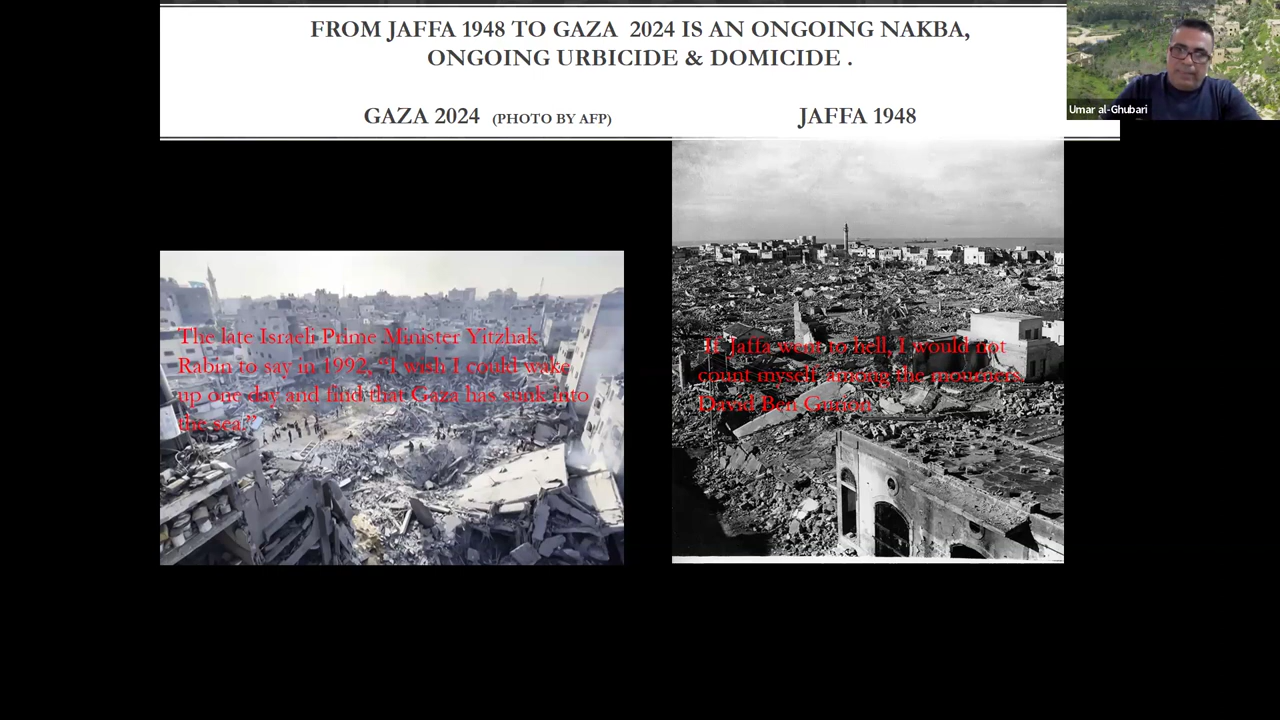 FROM JAFFA 1948 TO GAZA 2024 IS AN ONGOING NAKBA,
ONGOING URBICIDE & DOMICIDE .
GAZA 2024 (PHOTO BY AFP)
JAFFA 1948
Umar al-Ghubari
The late Israeli Prime Minister Yitzhak
Rabin to say in 1992, “I wish I could wake
up one day and find that Gaza has sunk into
the sea.”
If Jaffa went to hell, I would not
count myself among the mourners.
David Ben Gurion